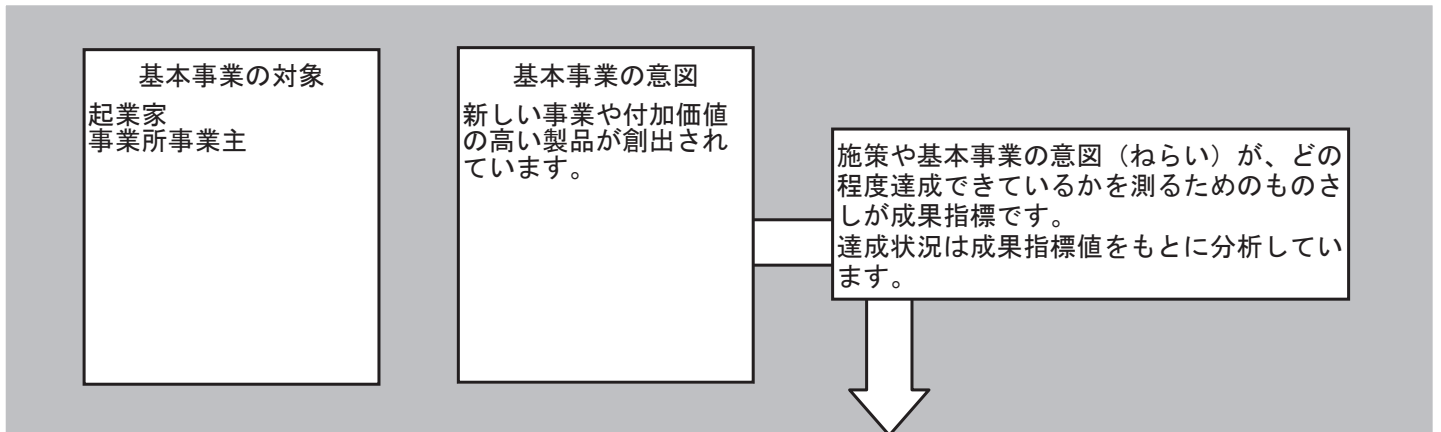 基本事業の対象
起業家
事業所事業主
基本事業の意図
新しい事業や付加価値
の高い製品が創出され
ています。
施策や基本事業の意図（ねらい）が、どの
程度達成できているかを測るためのものさ
しが成果指標です。
達成状況は成果指標値をもとに分析してい
ます。